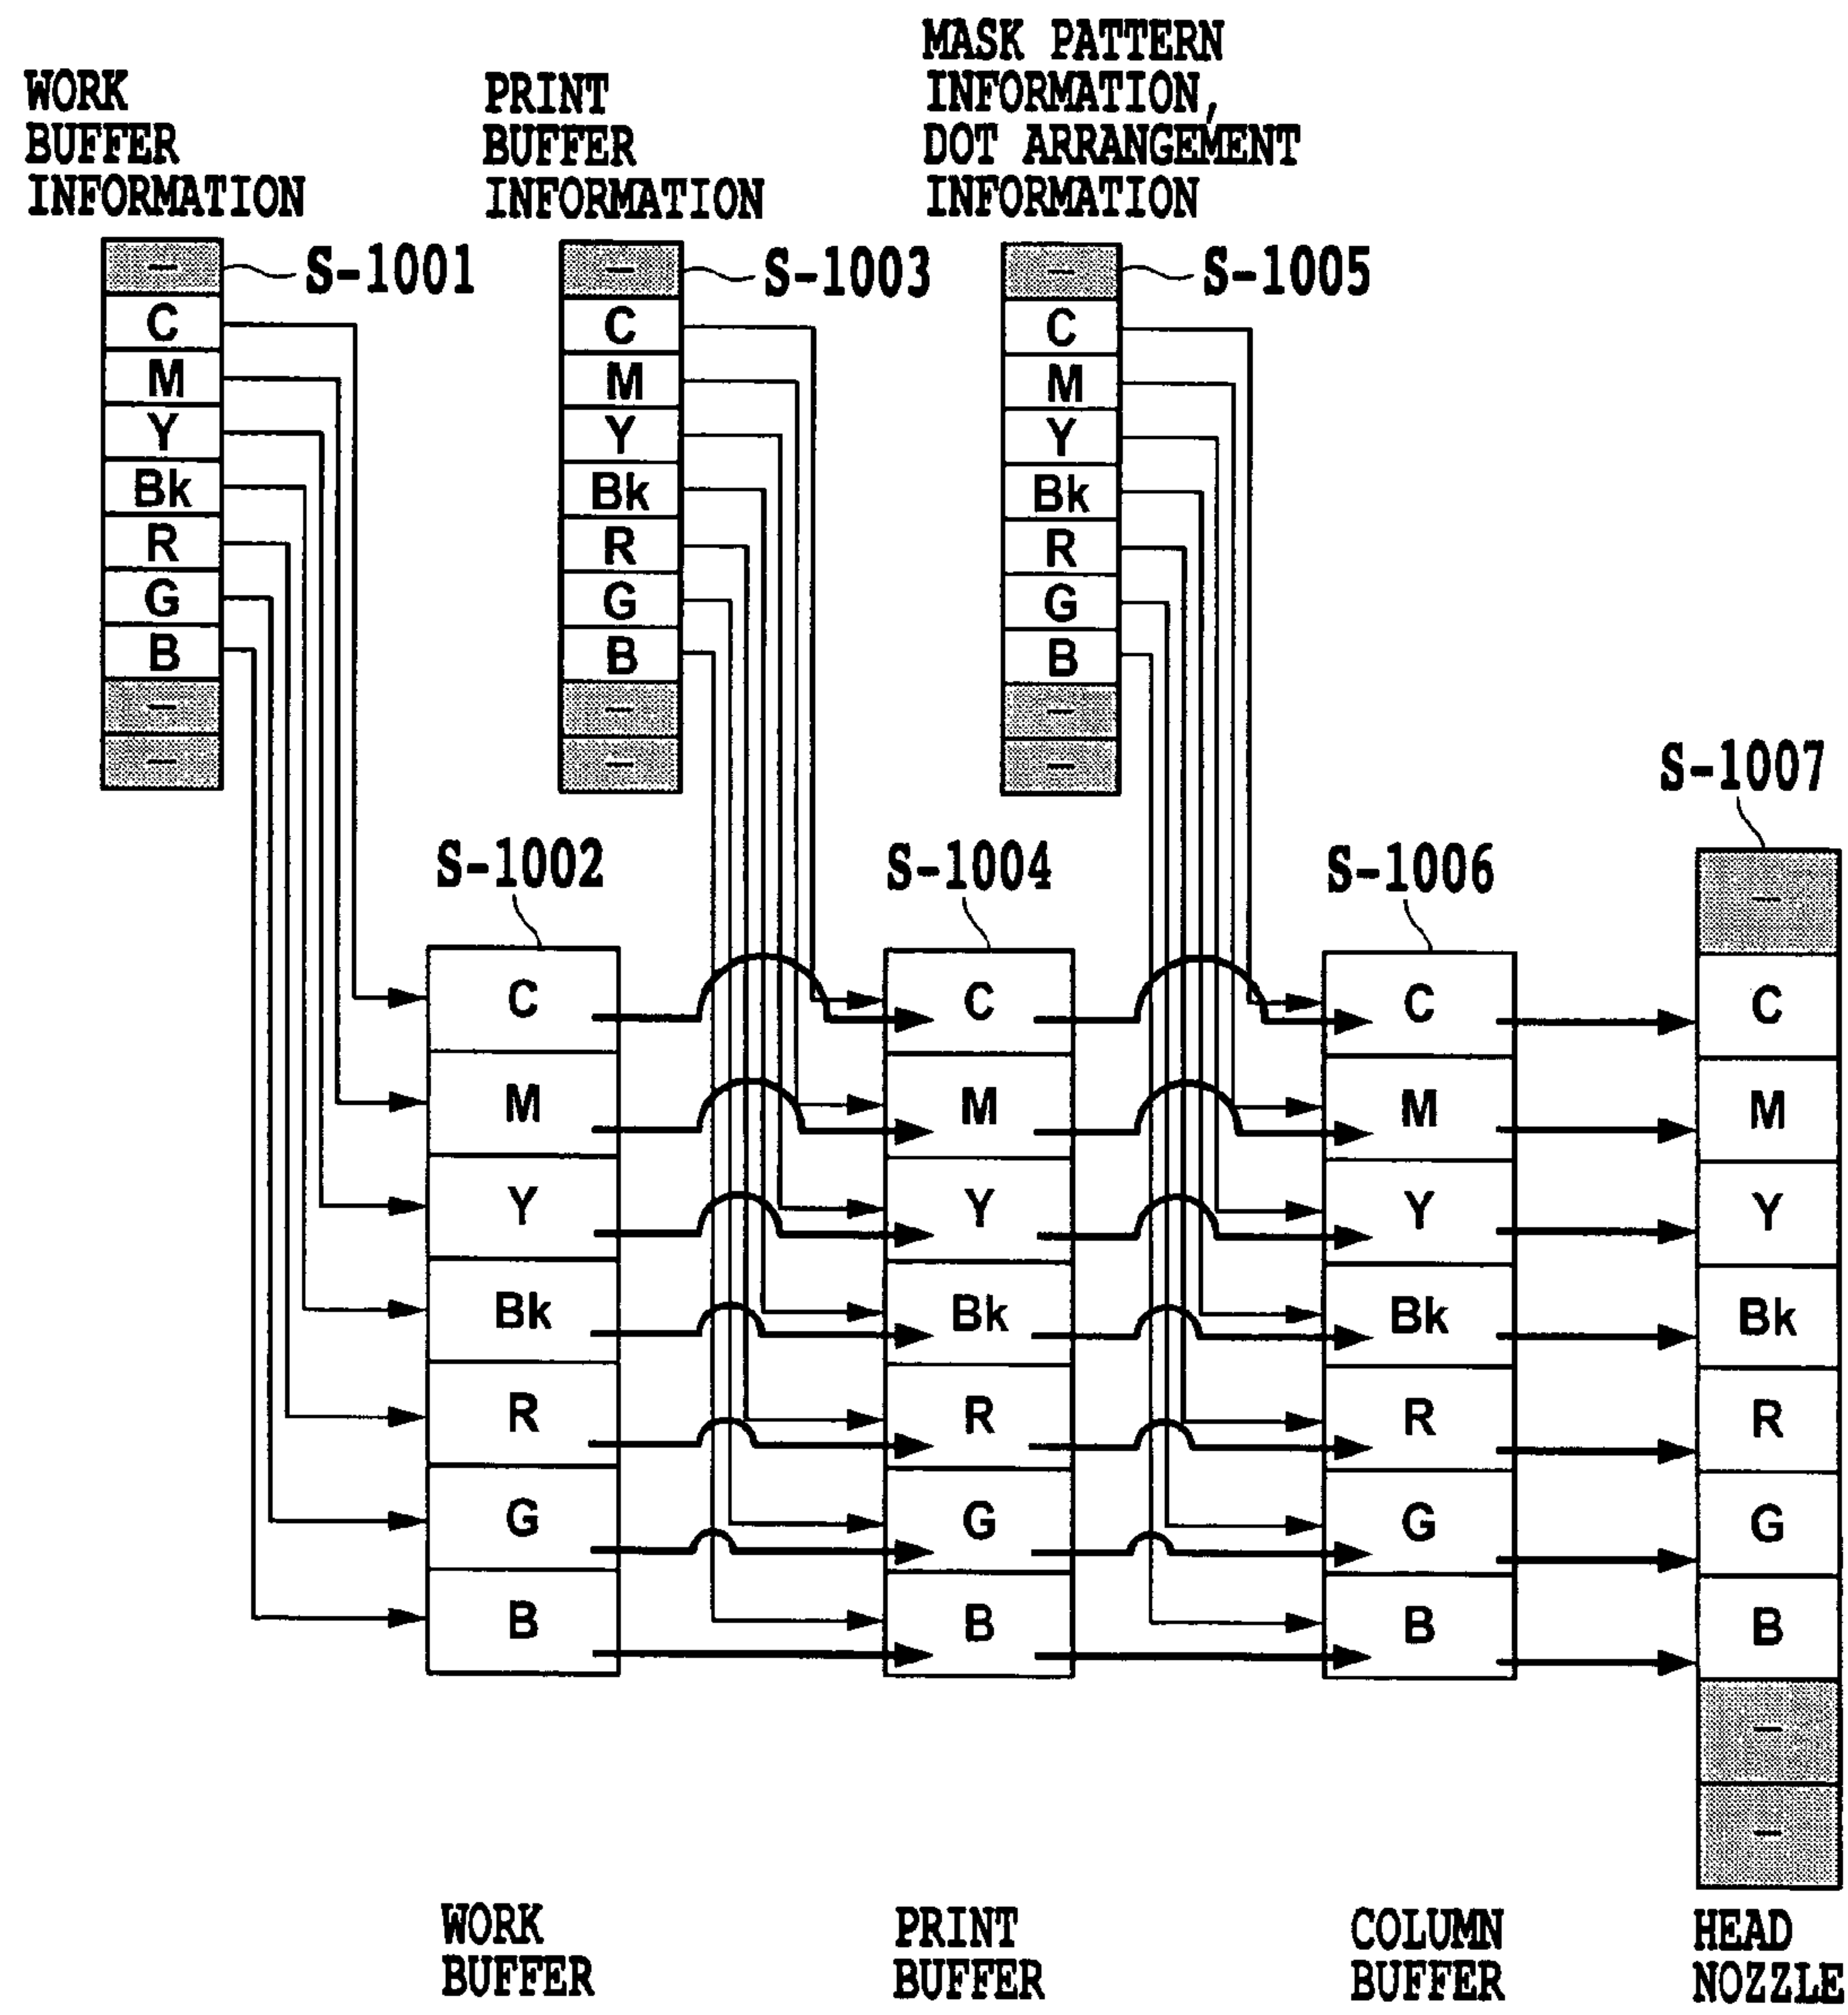 WORK
BUFFER
INFORMATION
PRINT
BUFFER
INFORMATION
MASK PATTERN
INFORMATION,
DOT ARRANGEMENT
INFORMATION
–
C
M
Y
Bk
R
G
B
–
–
S-1001
–
C
M
Y
Bk
R
G
B
–
–
S-1003
–
C
M
Y
Bk
R
G
B
–
–
S-1005
S-1002
C
M
Y
Bk
R
G
B
WORK
BUFFER
S-1004
C
M
Y
Bk
R
G
B
PRINT
BUFFER
S-1006
C
M
Y
Bk
R
G
B
COLUMN
BUFFER
S-1007
–
C
M
Y
Bk
R
G
B
–
–
HEAD
NOZZLE